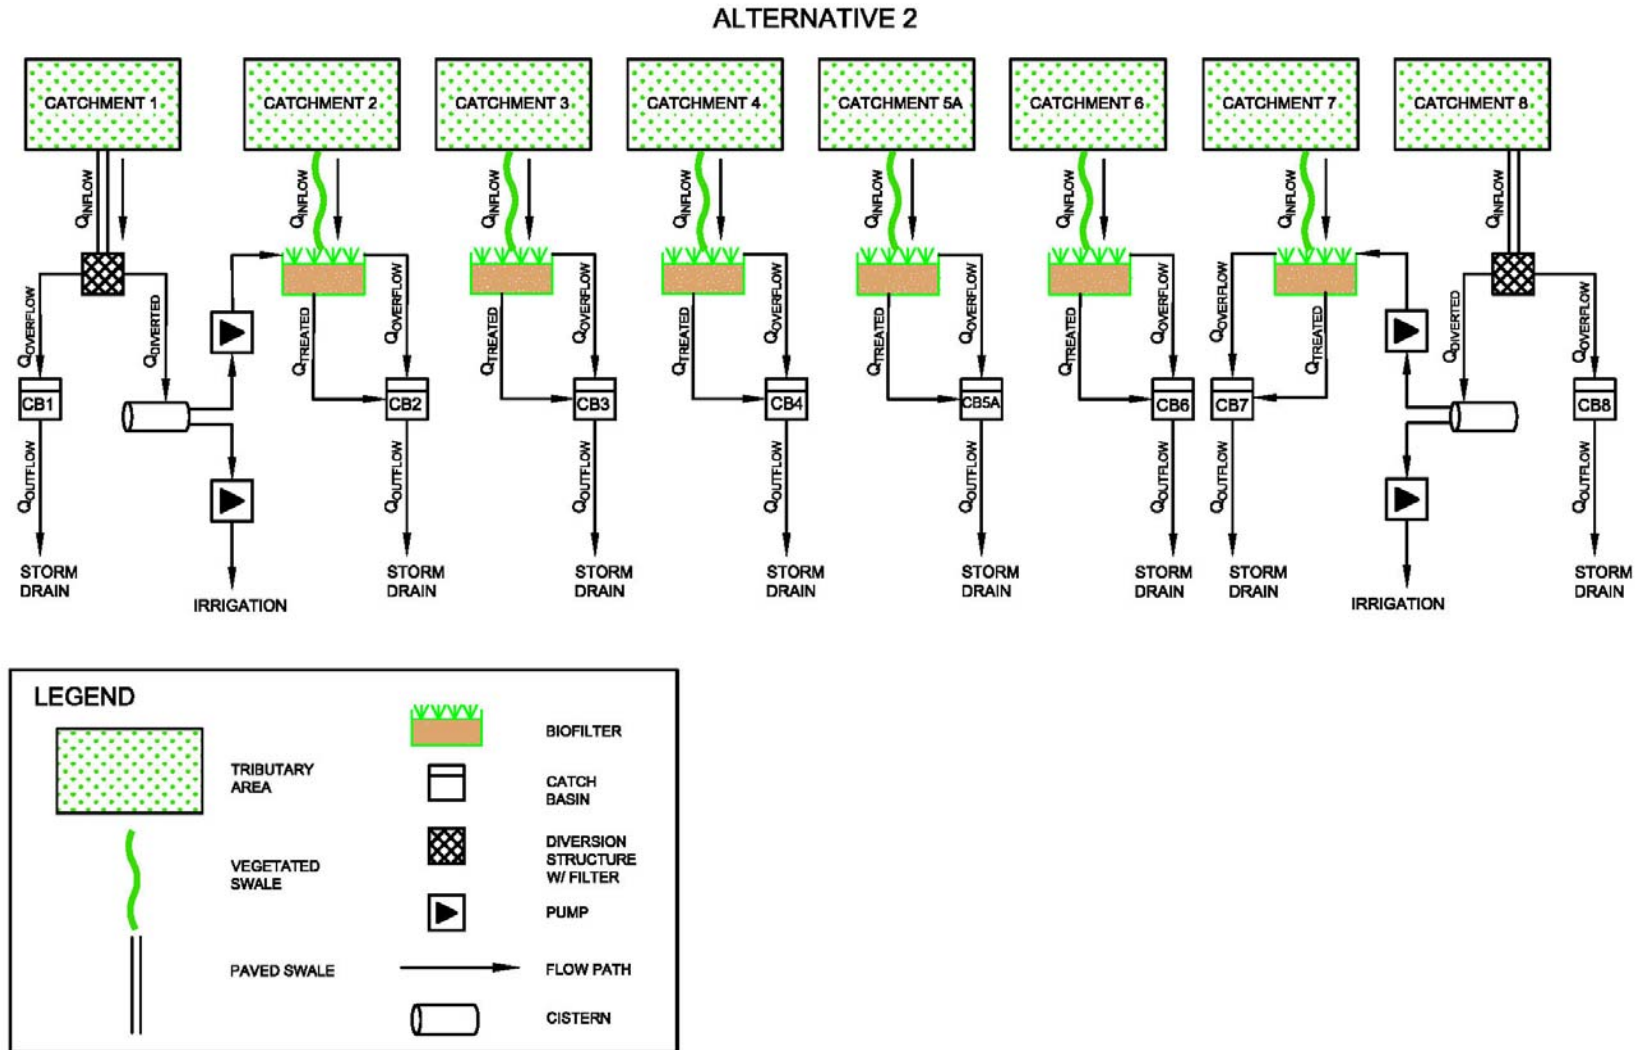 ALTERNATIVE 2
CATCHMENT 1
CATCHMENT 2
CATCHMENT 3
CATCHMENT 4
CATCHMENT 5A
CATCHMENT 6
CATCHMENT 7
CATCHMENT 8
QINFLOW
QINFLOW
QINFLOW
QINFLOW
QINFLOW
QINFLOW
QINFLOW
QINFLOW
QOVERFLOW
QDIVERTED
QTREATED
QOVERFLOW
QTREATED
QOVERFLOW
QTREATED
QOVERFLOW
QTREATED
QOVERFLOW
QTREATED
QOVERFLOW
QOVERFLOW
QTREATED
QDIVERTED
QOVERFLOW
CB1
CB2
CB3
CB4
CB5A
CB6
CB7
CB8
QOUTFLOW
QOUTFLOW
QOUTFLOW
QOUTFLOW
QOUTFLOW
QOUTFLOW
QOUTFLOW
QOUTFLOW
STORM
DRAIN
IRRIGATION
STORM
DRAIN
STORM
DRAIN
STORM
DRAIN
STORM
DRAIN
STORM
DRAIN
STORM
DRAIN
IRRIGATION
STORM
DRAIN
LEGEND
TRIBUTARY
AREA
VEGETATED
SWALE
PAVED SWALE
BIOFILTER
CATCH
BASIN
DIVERSION
STRUCTURE
W/ FILTER
PUMP
FLOW PATH
CISTERN